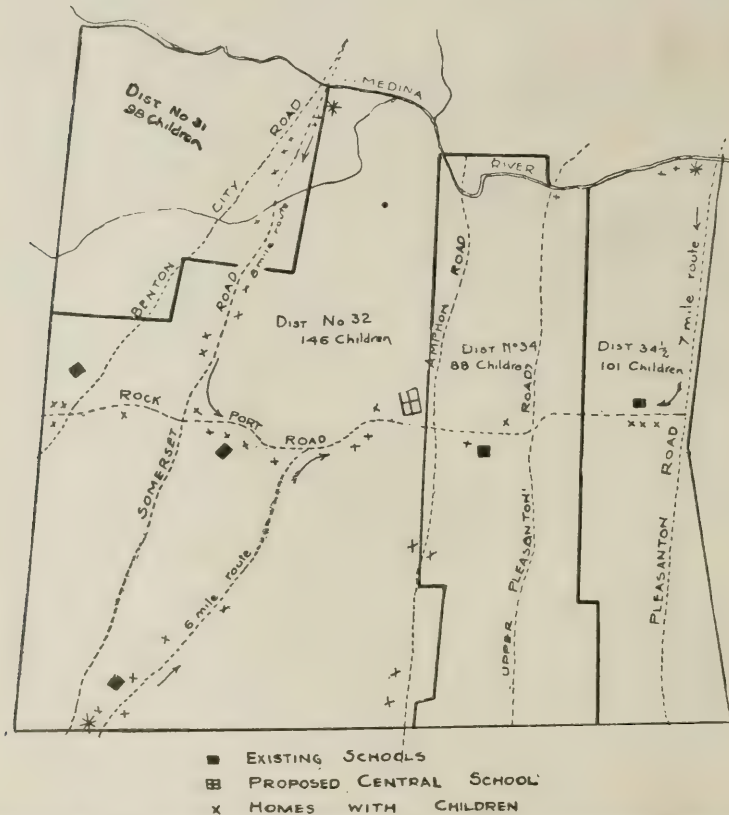 DIST No 31
98 Children
MEDINA
RIVER
BENTON CITY ROAD
SOMERSET ROAD
8 mile route
DIST No 32
146 Children
AMPHON ROAD
DIST No 34
88 Children
DIST 34½
101 Children
7 mile route
ROCK PORT ROAD
6 mile route
UPPER PLEASANTON ROAD
PLEASANTON ROAD
EXISTING SCHOOLS
PROPOSED CENTRAL SCHOOL
x HOMES WITH CHILDREN